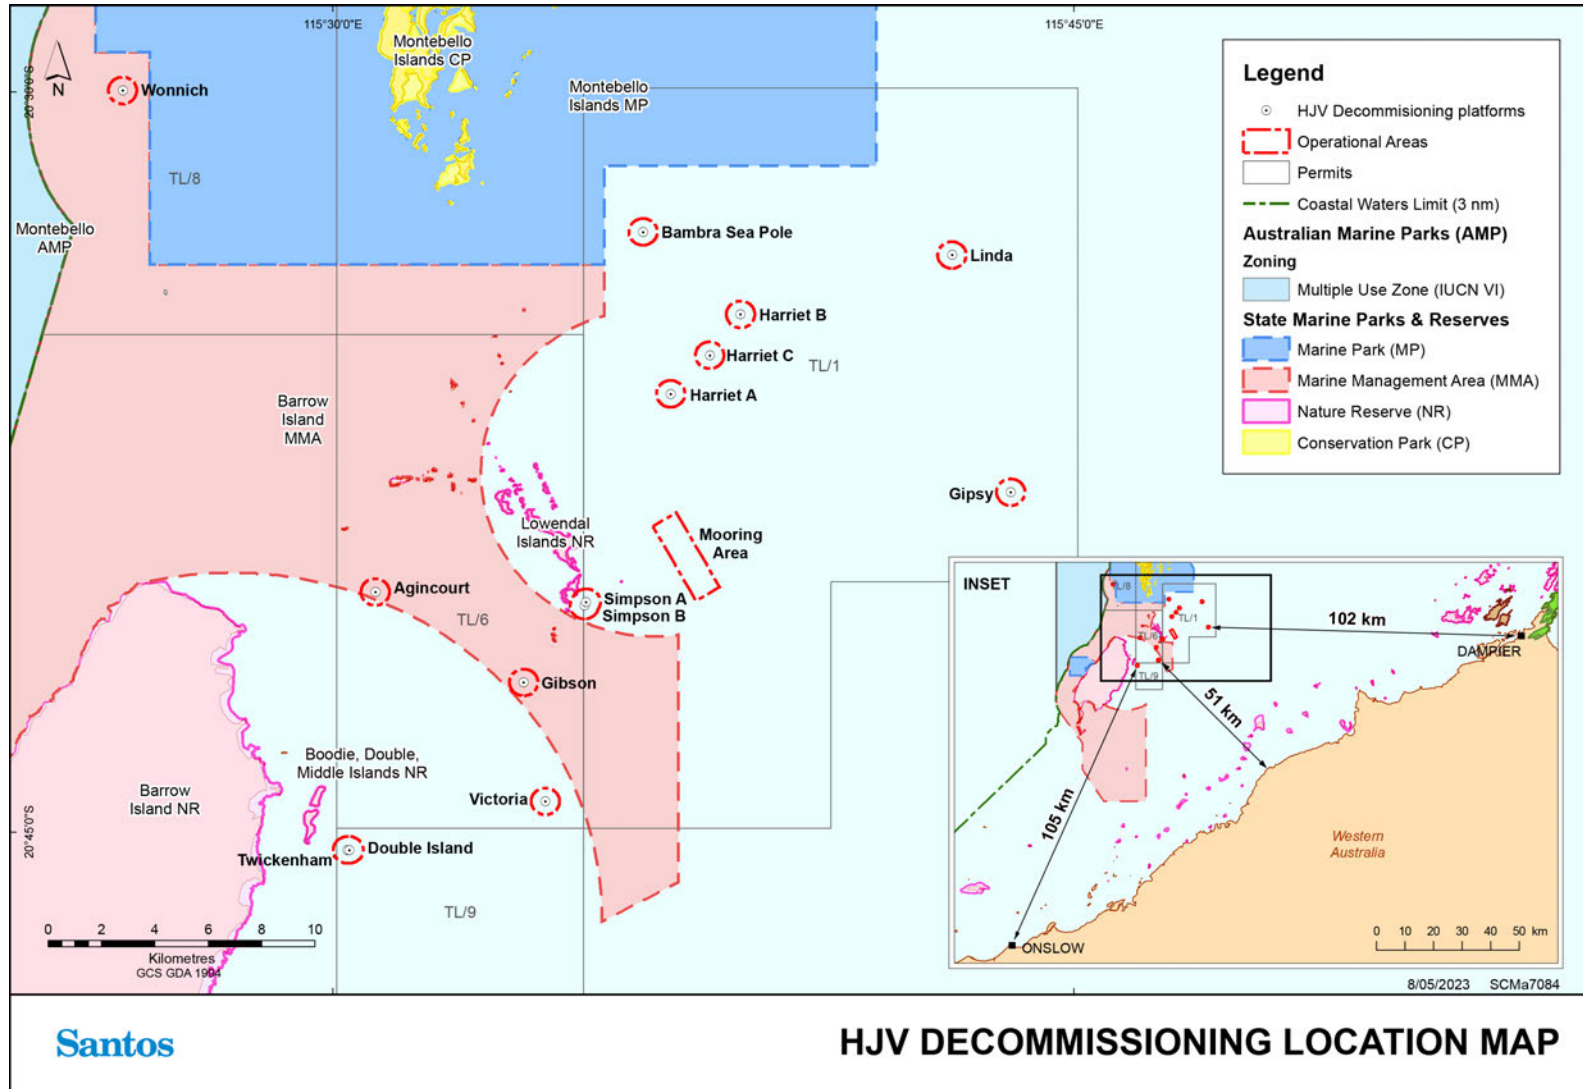 115°30'0"E
115°45'0"E
20°30'0"S
20°45'0"S
N
Wonnich
Montebello
Islands CP
Montebello
Islands MP
TL/8
Montebello
AMP
Bambra Sea Pole
Linda
Harriet B
Harriet C
TL/1
Harriet A
Barrow
Island
MMA
Gipsy
Lowendal
Islands NR
Mooring
Area
Agincourt
Simpson A
Simpson B
TL/6
Gibson
Boodie, Double,
Middle Islands NR
Barrow
Island NR
Victoria
Double Island
Twickenham
TL/9
0 2 4 6 8 10
Kilometres
GCS GDA 1994
Legend
HJV Decommisioning platforms
Operational Areas
Permits
Coastal Waters Limit (3 nm)
Australian Marine Parks (AMP)
Zoning
Multiple Use Zone (IUCN VI)
State Marine Parks & Reserves
Marine Park (MP)
Marine Management Area (MMA)
Nature Reserve (NR)
Conservation Park (CP)
INSET
TL/8
TL/1
TL/6
TL/9
102 km
DAMPIER
51 km
105 km
Western
Australia
ONSLOW
0 10 20 30 40 50 km
8/05/2023 SCMa7084
Santos
HJV DECOMMISSIONING LOCATION MAP